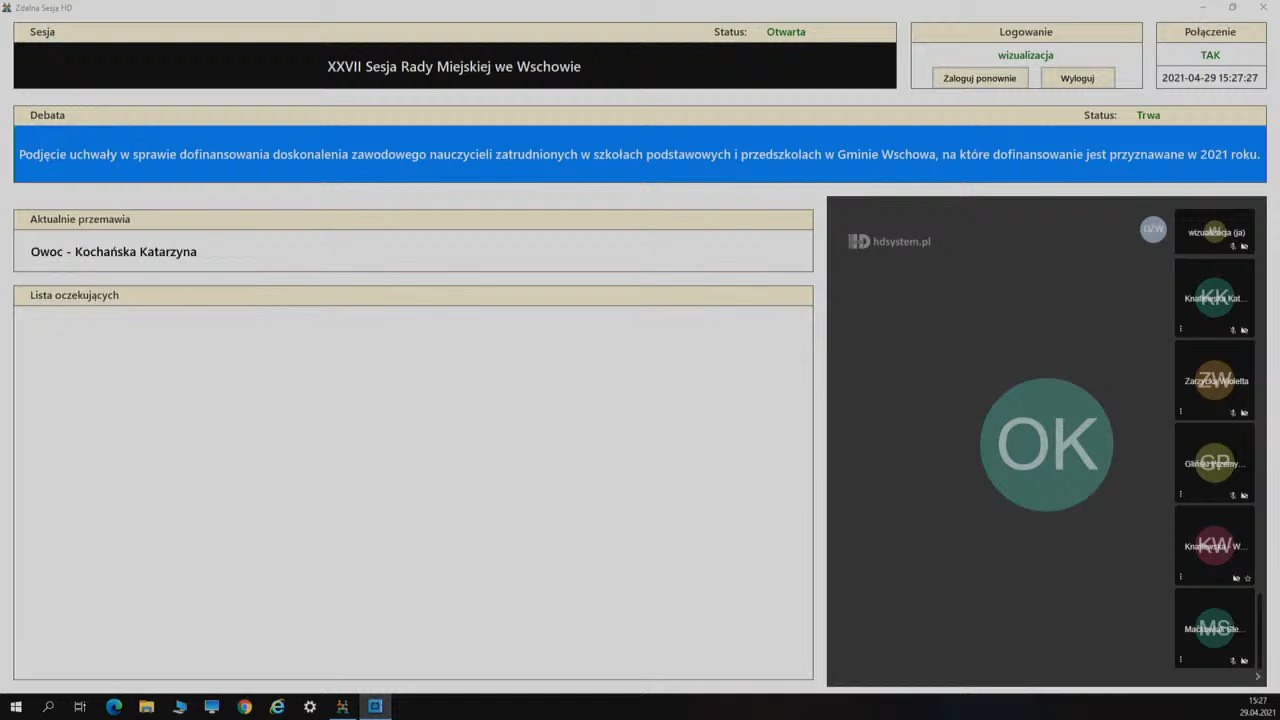 Zdalna Sesja HD
Sesja
Status: Otwarta
XXVII Sesja Rady Miejskiej we Wschowie
Logowanie
wizualizacja
Zaloguj ponownie
Wyloguj
Połączenie
TAK
2021-04-29 15:27:27
Debata
Status: Trwa
Podjęcie uchwały w sprawie dofinansowania doskonalenia zawodowego nauczycieli zatrudnionych w szkołach podstawowych i przedszkolach w Gminie Wschowa, na które dofinansowanie jest przyznawane w 2021 roku.
Aktualnie przemawia
Owoc - Kochańska Katarzyna
Lista oczekujących
HD hdsystem.pl
OK
wizualizacja (ja)
KK
ZW
Zarzycka Wioletta
GP
KW
MS
15:27
29.04.2021